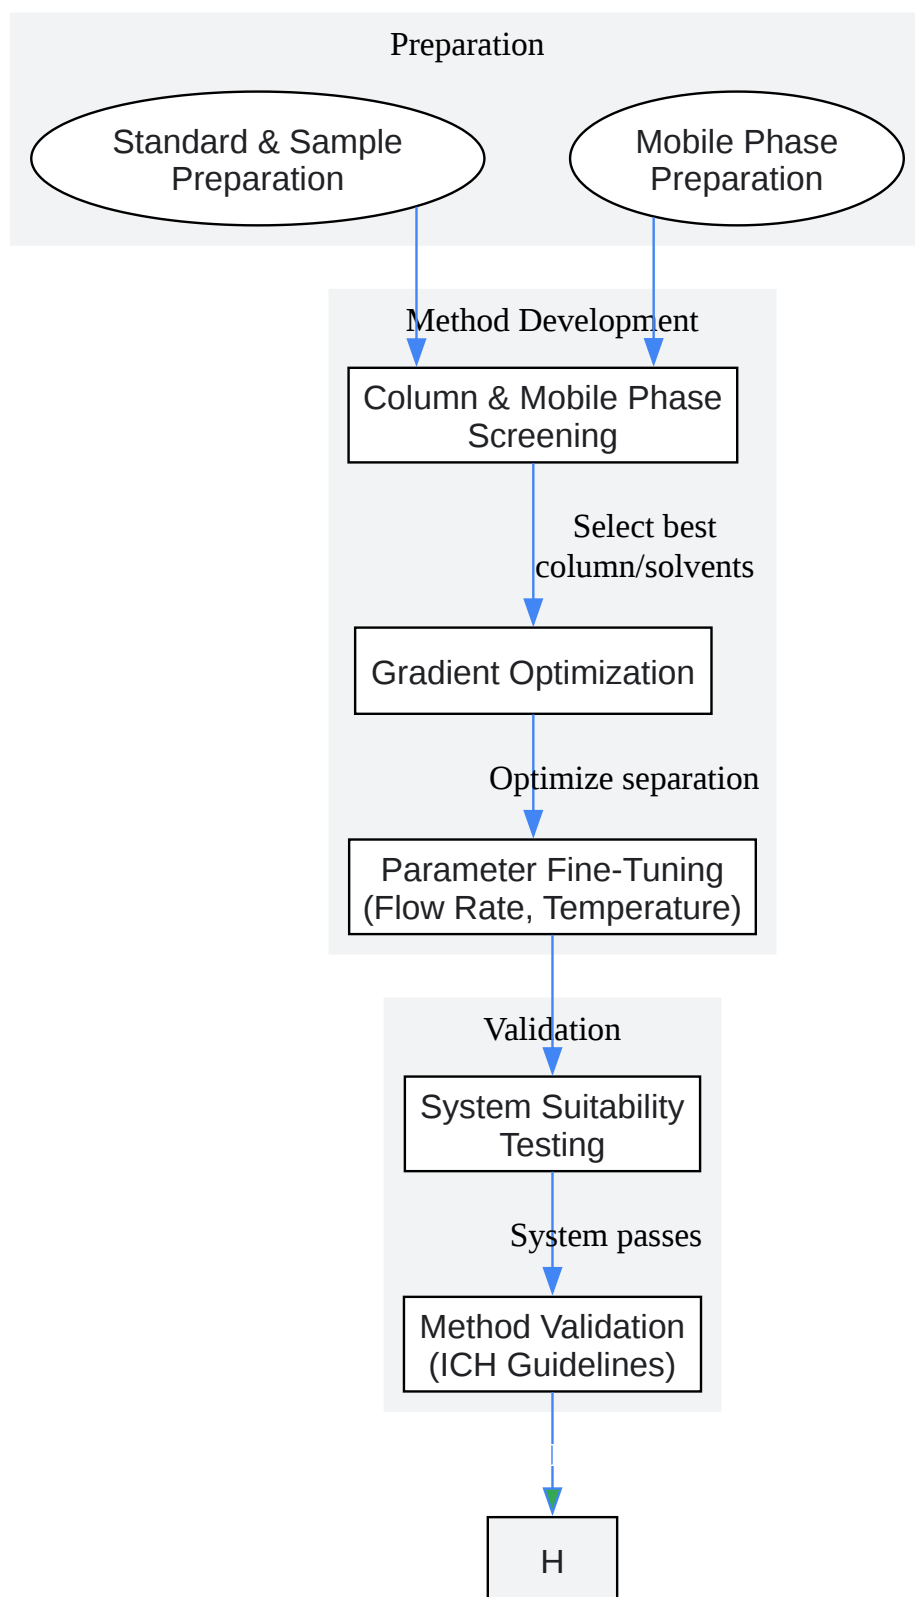 Preparation
Standard & Sample
Preparation
Mobile Phase
Preparation
Method Development
Column & Mobile Phase
Screening
Select best
column/solvents
Gradient Optimization
Optimize separation
Parameter Fine-Tuning
(Flow Rate, Temperature)
Validation
System Suitability
Testing
System passes
Method Validation
(ICH Guidelines)
H